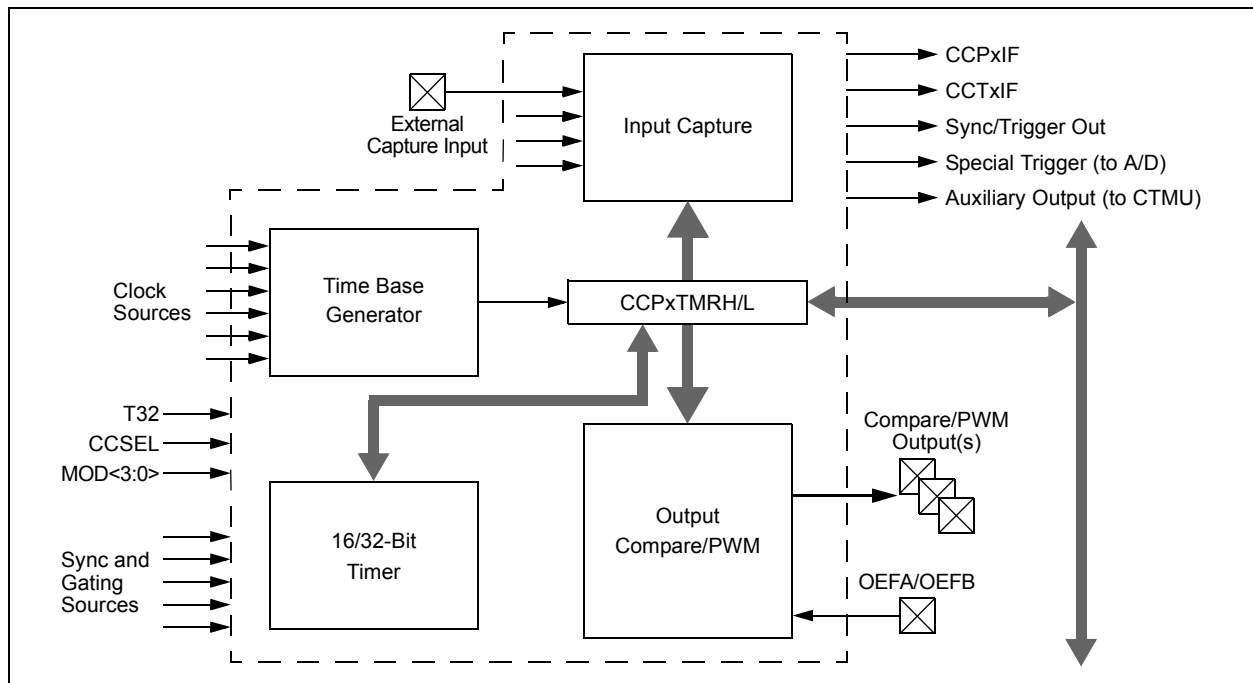 CCPxIF
CCTxIF
Sync/Trigger Out
Special Trigger (to A/D)
Auxiliary Output (to CTMU)
External
Capture Input
Input Capture
Clock
Sources
Time Base
Generator
CCPxTMRH/L
T32
CCSEL
MOD<3:0>
Sync and
Gating
Sources
16/32-Bit
Timer
Output
Compare/PWM
Compare/PWM
Output(s)
OEFA/OEFB